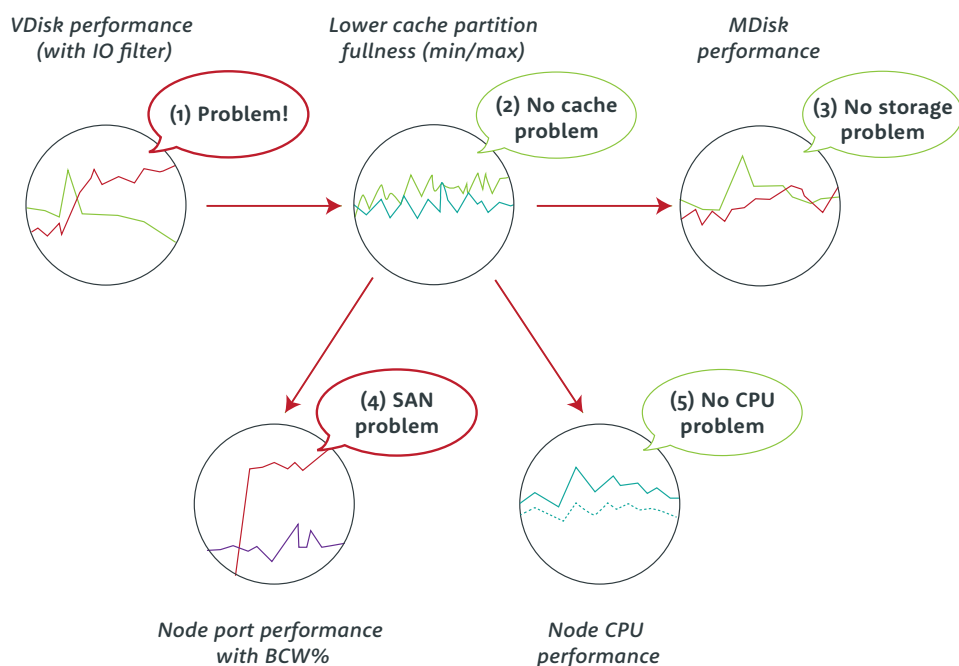 VDisk performance
(with IO filter)
Lower cache partition
fullness (min/max)
MDisk
performance
(1) Problem!
(2) No cache
problem
(3) No storage
problem
(4) SAN
problem
(5) No CPU
problem
Node port performance
with BCW%
Node CPU
performance